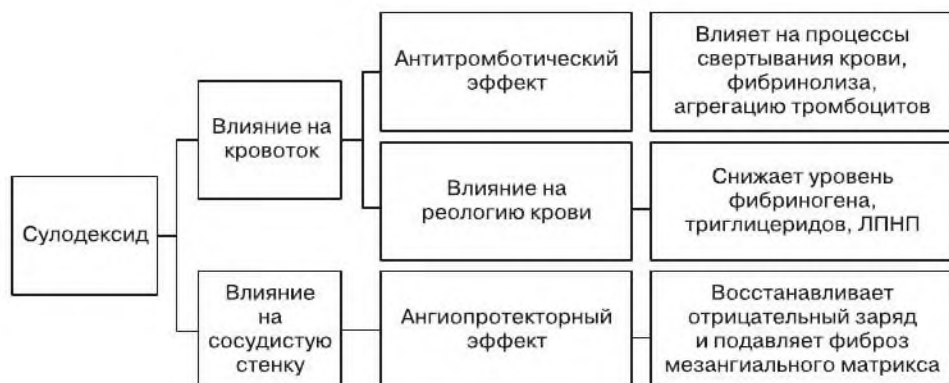 Сулодексид
Влияние на
кровоток
Антитромботический
эффект
Влияет на процессы
свертывания крови,
фибринолиза,
агрегацию тромбоцитов
Влияние на
реологию крови
Снижает уровень
фибриногена,
триглицеридов, ЛПНП
Влияние
на
сосудистую
стенку
Ангиопротекторный
эффект
Восстанавливает
отрицательный заряд
и подавляет фиброз
мезангиального матрикса